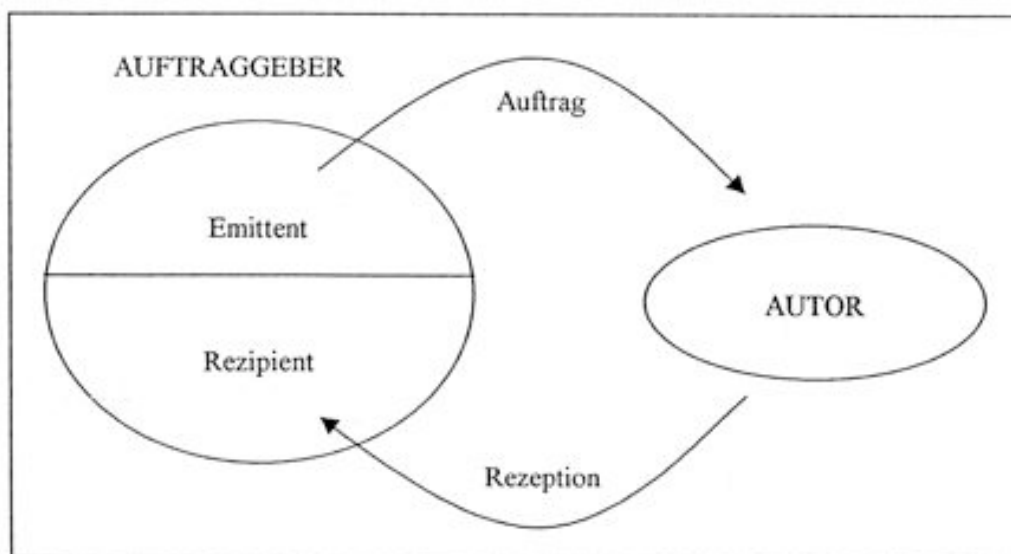 AUFTRAGGEBER
Auftrag
Emittent
AUTOR
Rezipient
Rezeption